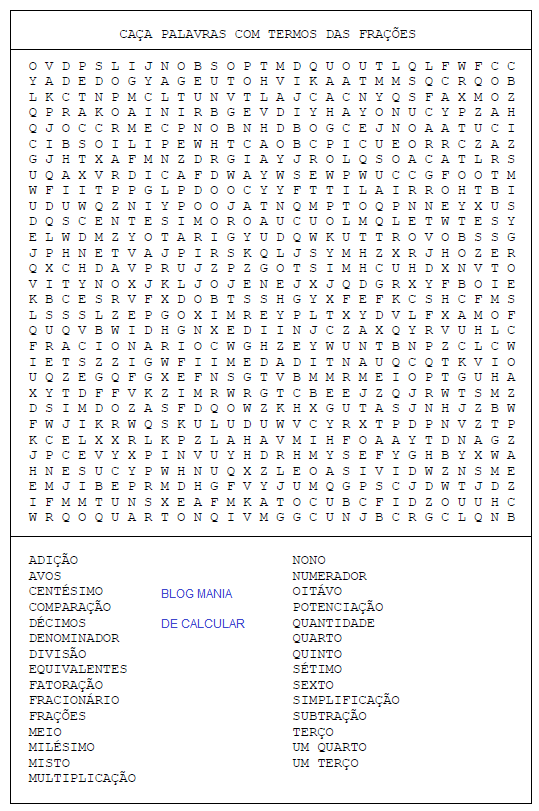 CAÇA PALAVRAS COM TERMOS DAS FRAÇÕES
O V D P S L I J N O B S O P T M D Q U O U T L Q L F W F C C
Y A D E D O G Y A G E U T O H V I K A A T M M S Q C R Q O B
L K C T N P M C L T U N V T L A J C A C N Y Q S F A X M O Z
Q P R A K O A I N I R B G E V D I Y H A Y O N U C Y P Z A H
Q J O C C R M E C P N O B N H D B O G C E J N O A A T U C I
C I B S O I L I P E W H T C A O B C P I C U E O R R C Z A Z
G J H T X A F M N Z D R G I A Y J R O L Q S O A C A T L R S
U Q A X V R D I C A F D W A Y W S E W P W U C C G F O O T M
W F I I T P P G L P D O O C Y Y F T T I L A I R R O H T B I
U D U W Q Z N I Y P O O J A T N Q M P T O Q P N N E Y X U S
D Q S C E N T E S I M O R O A U C U O L M Q L E T W T E S Y
E L W D M Z Y O T A R I G Y U D Q W K U T T R O V O B S S G
J P H N E T V A J P I R S K Q L J S Y M H Z X R J H O Z E R
Q X C H D A V P R U J Z P Z G O T S I M H C U H D X N V T O
V I T Y N O X J K L J O J E N E J X J Q D G R X Y F B O I E
K B C E S R V F X D O B T S S H G Y X F E F K C S H C F M S
L S S S L Z E P G O X I M R E Y P L T X Y D V L F X A M O F
Q U Q V B W I D H G N X E D I I N J C Z A X Q Y R V U H L C
F R A C I O N A R I O C W G H Z E Y W U N T B N P Z C L C W
I E T S Z Z I G W F I I M E D A D I T N A U Q C Q T K V I O
U Q Z E G Q F G X E F N S G T V B M M R M E I O P T G U H A
X Y T D F F V K Z I M R W R G T C B E E J Z Q J R W T S M Z
D S I M D O Z A S F D Q O W Z K H X G U T A S J N H J Z B W
F W J I K R W Q S K U L U D U W V C Y R X T P D P N V Z T P
K C E L X X R L K P Z L A H A V M I H F O A A Y T D N A G Z
J P C E V Y X P I N V U Y H D R H M Y S E F Y G H B Y X W A
H N E S U C Y P W H N U Q X Z L E O A S I V I D W Z N S M E
E M J I B E P R M D H G F V Y J U M Q G P S C J D W T J D Z
I F M M T U N S X E A F M K A T O C U B C F I D Z O U U H C
W R Q O Q U A R T O N Q I V M G G C U N J B C R G C L Q N B
ADIÇÃO
AVOS
CENTÉSIMO
COMPARAÇÃO
DÉCIMOS
DENOMINADOR
DIVISÃO
EQUIVALENTES
FATORAÇÃO
FRACIONÁRIO
FRAÇÕES
MEIO
MILÉSIMO
MISTO
MULTIPLICAÇÃO
BLOG MANIA
DE CALCULAR
NONO
NUMERADOR
OITÁVO
POTENCIAÇÃO
QUANTIDADE
QUARTO
QUINTO
SÉTIMO
SEXTO
SIMPLIFICAÇÃO
SUBTRAÇÃO
TERÇO
UM QUARTO
UM TERÇO